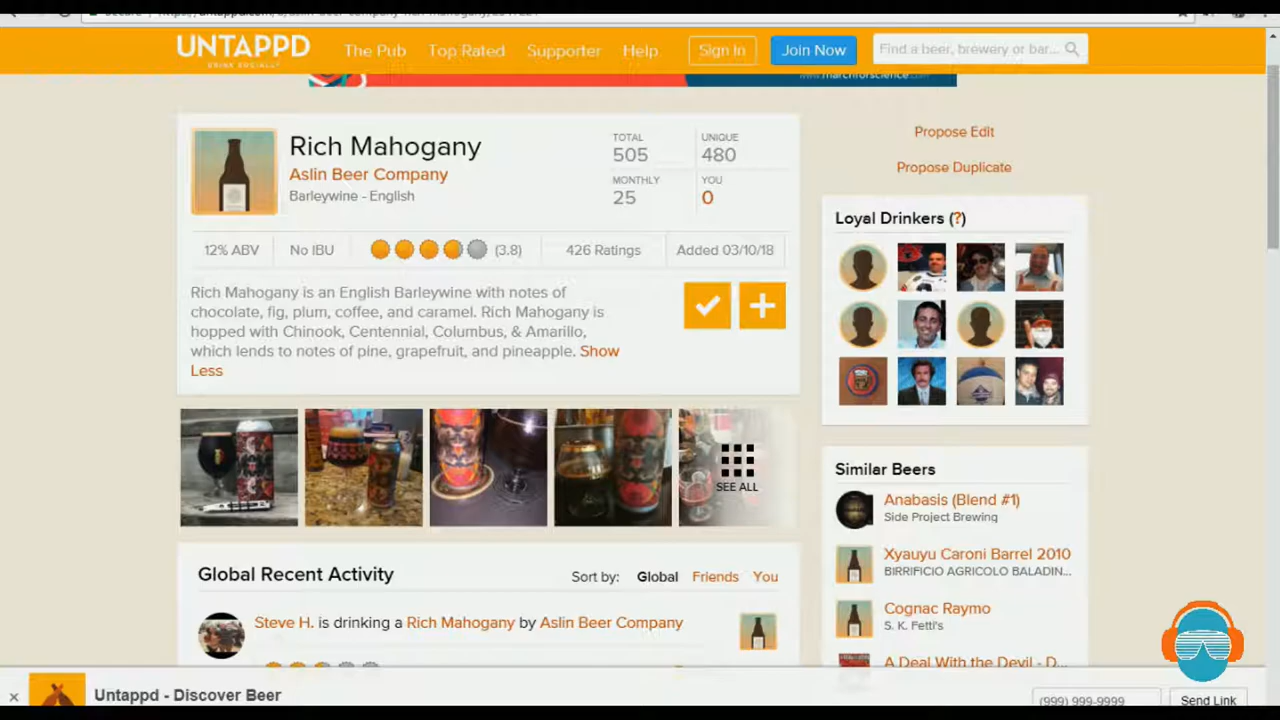 UNTAPPD
DRINK SOCIALLY
The Pub
Top Rated
Supporter
Help
Sign In
Join Now
Find a beer, brewery or bar...
www.marchforscience.com
Rich Mahogany
Aslin Beer Company
Barleywine - English
TOTAL
505
UNIQUE
480
MONTHLY
25
YOU
0
12% ABV
No IBU
(3.8)
426 Ratings
Added 03/10/18
Rich Mahogany is an English Barleywine with notes of
chocolate, fig, plum, coffee, and caramel. Rich Mahogany is
hopped with Chinook, Centennial, Columbus, & Amarillo,
which lends to notes of pine, grapefruit, and pineapple. Show
Less
SEE ALL
Global Recent Activity
Sort by: Global Friends You
Steve H. is drinking a Rich Mahogany by Aslin Beer Company
Propose Edit
Propose Duplicate
Loyal Drinkers (?)
Similar Beers
Anabasis (Blend #1)
Side Project Brewing
Xyauyu Caroni Barrel 2010
BIRRIFICIO AGRICOLO BALADIN...
Cognac Raymo
S. K. Fetti's
A Deal With the Devil - D...
Untappd - Discover Beer
(999) 999-9999
Send Link